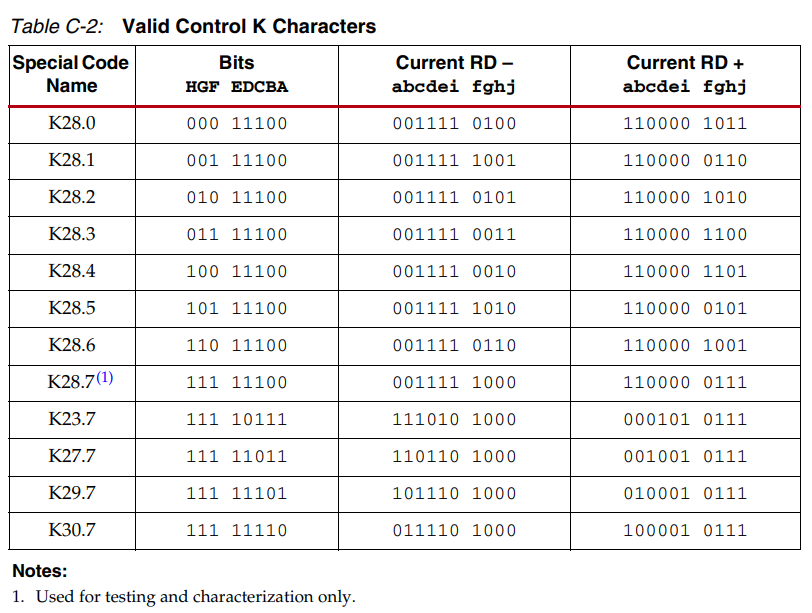 Table C-2: Valid Control K Characters
Special Code Name Bits HGF EDCBA Current RD – abcdei fghj Current RD + abcdei fghj
K28.0 000 11100 001111 0100 110000 1011
K28.1 001 11100 001111 1001 110000 0110
K28.2 010 11100 001111 0101 110000 1010
K28.3 011 11100 001111 0011 110000 1100
K28.4 100 11100 001111 0010 110000 1101
K28.5 101 11100 001111 1010 110000 0101
K28.6 110 11100 001111 0110 110000 1001
K28.7(1) 111 11100 001111 1000 110000 0111
K23.7 111 10111 111010 1000 000101 0111
K27.7 111 11011 110110 1000 001001 0111
K29.7 111 11101 101110 1000 010001 0111
K30.7 111 11110 011110 1000 100001 0111
Notes:
1. Used for testing and characterization only.